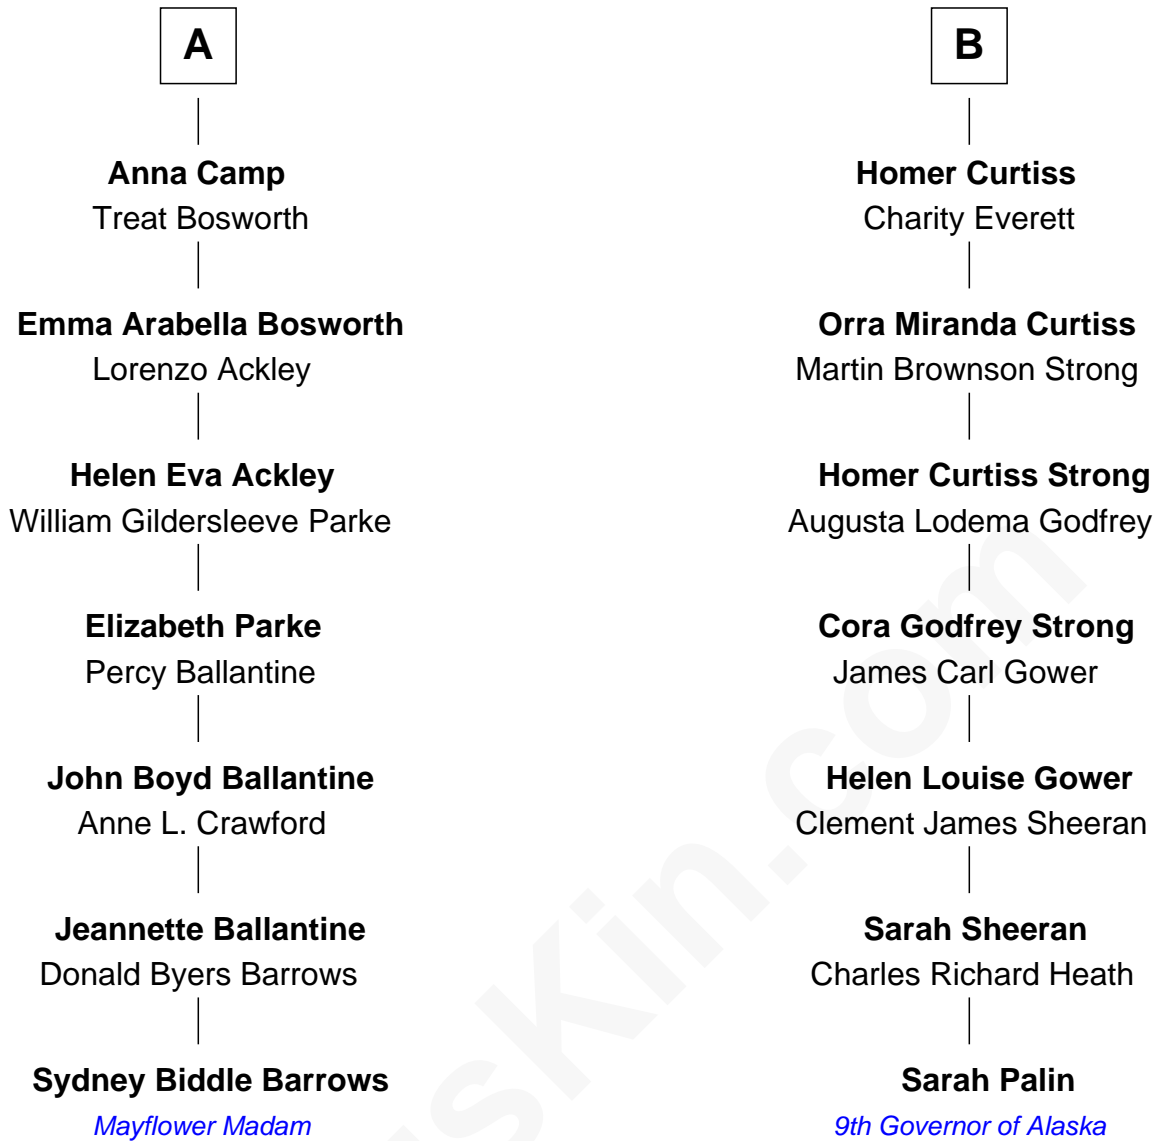 A
Anna Camp
Treat Bosworth
Emma Arabella Bosworth
Lorenzo Ackley
Helen Eva Ackley
William Gildersleeve Parke
Elizabeth Parke
Percy Ballantine
John Boyd Ballantine
Anne L. Crawford
Jeannette Ballantine
Donald Byers Barrows
Sydney Biddle Barrows
Mayflower Madam
B
Homer Curtiss
Charity Everett
Orra Miranda Curtiss
Martin Brownson Strong
Homer Curtiss Strong
Augusta Lodema Godfrey
Cora Godfrey Strong
James Carl Gower
Helen Louise Gower
Clement James Sheeran
Sarah Sheeran
Charles Richard Heath
Sarah Palin
9th Governor of Alaska